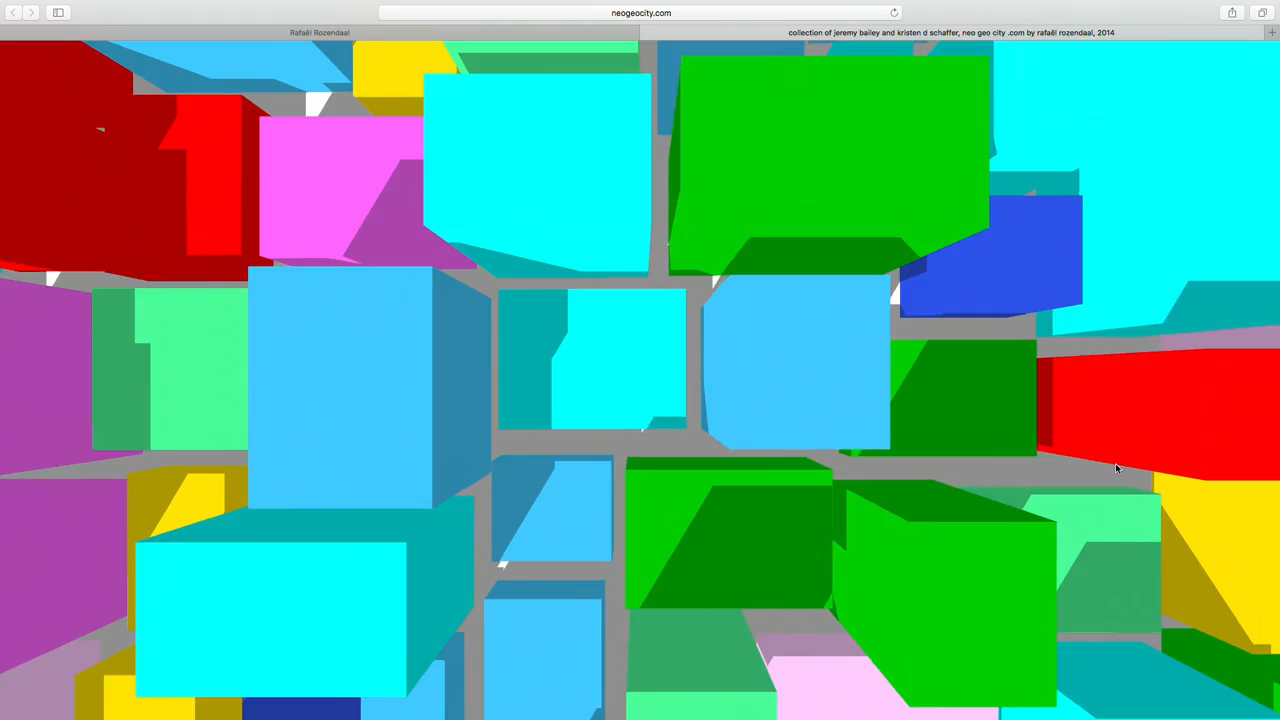 neogeocity.com
Rafaël Rozendaal
collection of jeremy bailey and kristen d schaffer, neo geo city .com by rafaël rozendaal, 2014